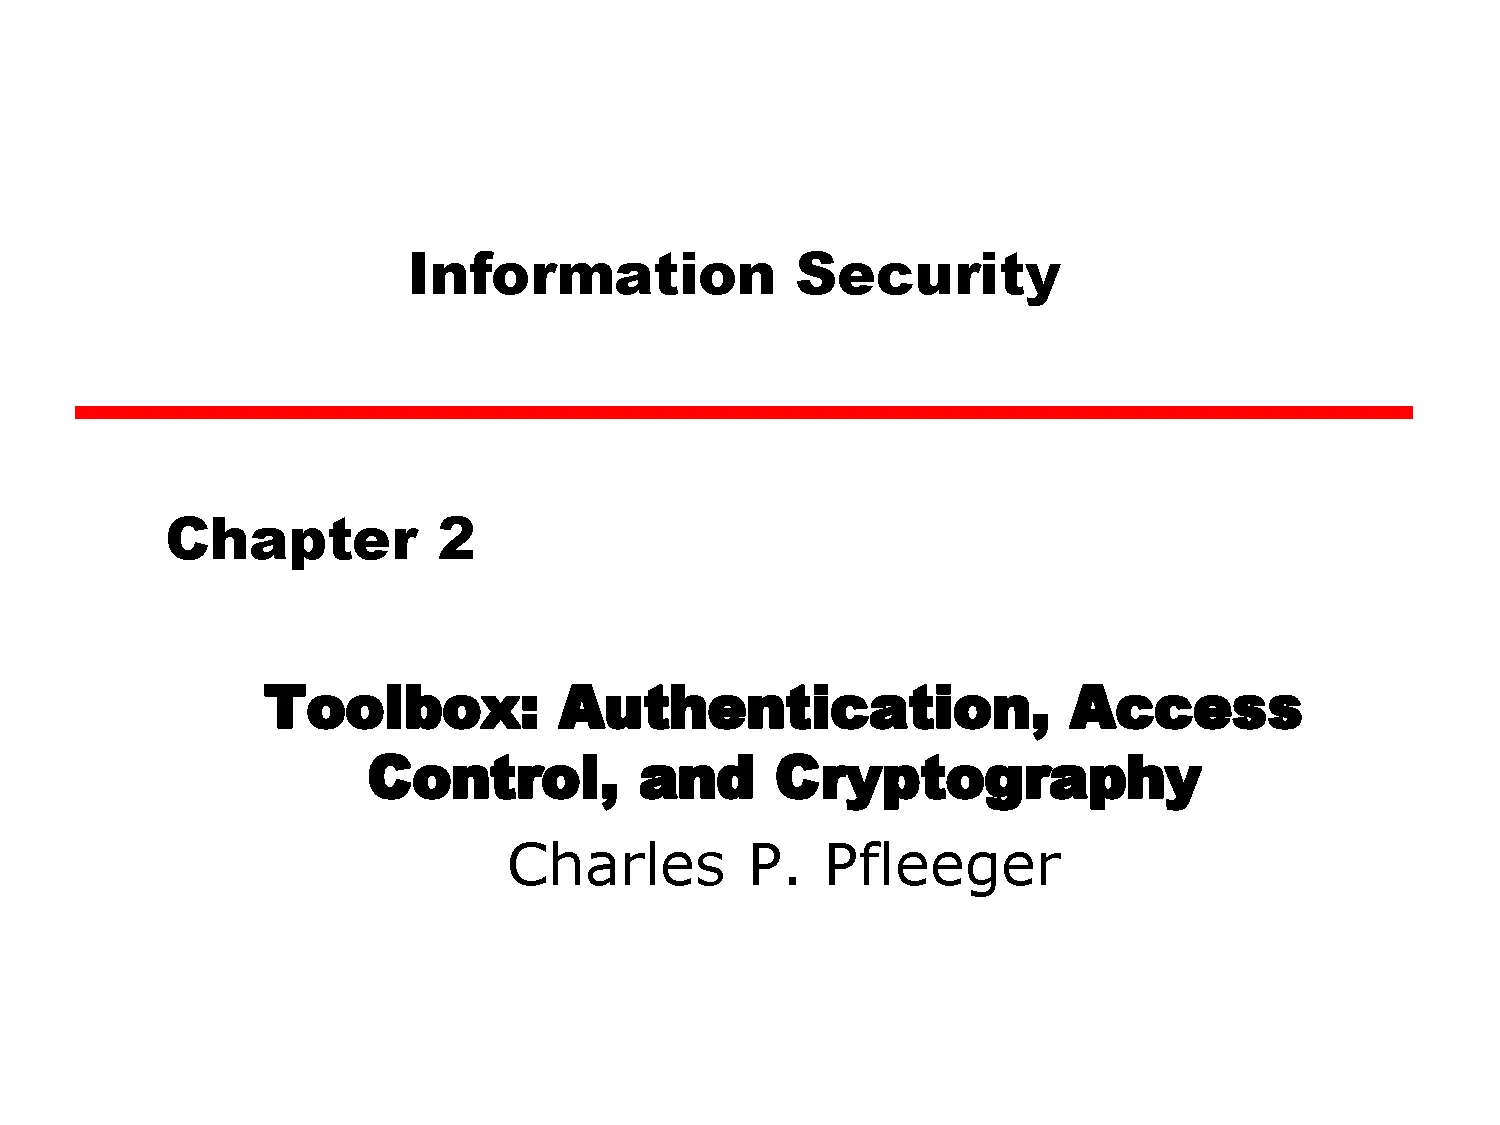 Information Security
Chapter 2
Toolbox: Authentication, Access
Control, and Cryptography
Charles P. Pfleeger